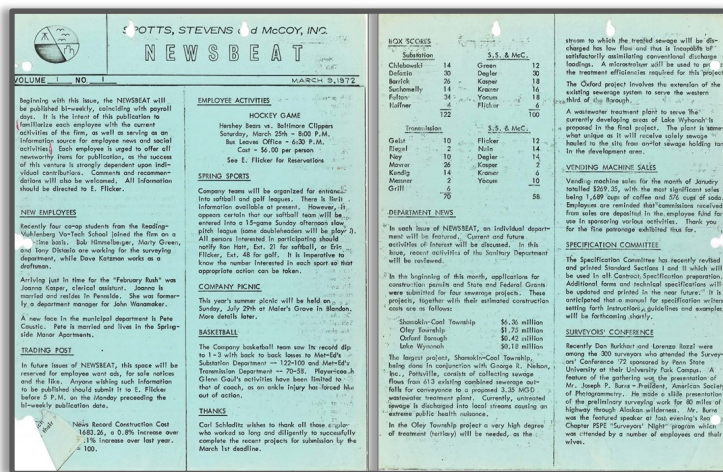 SPOTTS, STEVENS and McCOY, INC.
NEWSBEAT
VOLUME 1 NO. 1
MARCH 9, 1972
Beginning with this issue, the NEWSBEAT will
be published bi-weekly, coinciding with payroll
days. It is the intent of this publication to
familiarize each employee with the current
activities of the firm, as well as serving as an
information source for employee news and social
activities. Each employee is urged to offer all
newsworthy items for publication, as the success
of this venture is strongly dependent upon indi-
vidual contributions. Comments and recommen-
dations will also be welcomed. All information
should be directed to E. Flicker.
NEW EMPLOYEES
Recently four co-op students from the Reading-
Muhlenberg Vo-Tech School joined the firm on a
-time basis. Bob Himmelberger, Marty Green,
and Tony Distasio are working for the surveying
department, while Dave Katzman works as a
draftsman.
Arriving just in time for the "February Rush" was
Joanna Kasper, clerical assistant. Joanna is
married and resides in Pennside. She was former-
ly a department manager for John Wanamaker.
A new face in the municipal department is Pete
Caustic. Pete is married and lives in the Spring-
side Manor Apartments.
TRADING POST
In future issues of NEWSBEAT, this space will be
reserved for employee want ads, for sale notices
and the like. Anyone wishing such information
to be published should submit it to E. Flicker
before 5 P.M. on the Monday preceeding the
bi-weekly publication date.
their
News Record Construction Cost
1683.26, a 0.8% increase over
.1% increase over last year.
= 100.
EMPLOYEE ACTIVITIES
HOCKEY GAME
Hershey Bears vs. Baltimore Clippers
Saturday, March 25th - 8:00 P.M.
Bus Leaves Office - 6:30 P.M.
Cost - $6.00 per person
See E. Flicker for Reservations
SPRING SPORTS
Company teams will be organized for entrance
into softball and golf leagues. There is little
information available at present. However, it
appears certain that our softball team will be
entered into a 15-game Sunday afternoon slow
pitch league (some doubleheaders will be played).
All persons interested in participating should
notify Ron Hatt, Ext. 21 for softball, or Ernie
Flicker, Ext. 48 for golf. It is imperative to
know the number interested in each sport so that
appropriate action can be taken.
COMPANY PICNIC
This year's summer picnic will be held on
Sunday, July 29th at Maier's Grove in Blandon.
More details later.
BASKETBALL
The Company basketball team saw its record dip
to 1-3 with back to back losses to Met-Ed's
Substation Department -- 122-100 and Met-Ed's
Transmission Department -- 70-58. Player-coach
Glenn Gaul's activities have been limited to
that of coach, as an ankle injury has forced him
out of action.
THANKS
Carl Schladitz wishes to thank all those employ-
who worked so long and diligently to successfully
complete the recent projects for submission by the
March 1st deadline.
BOX SCORES
Substation S.S. & McC.
Chlebowski 14 Green 12
Defazio 30 Degler 30
Barrick 26 Kasper 18
Suchomelly 14 Kramer 16
Fulton 34 Yocum 18
Haffner 4 Flicker 6
122 100
Transmission S.S. & McC.
Geist 10 Flicker 12
Riegel 2 Nolls 14
Ney 10 Degler 14
Mavrer 26 Kasper 2
Kendig 14 Kramer 6
Messner 2 Yocum 10
Grill 6
70 58
DEPARTMENT NEWS
In each issue of NEWSBEAT, an individual depart-
ment will be featured. Current and future
activities of interest will be discussed. In this
issue, recent activities of the Sanitary Department
will be reviewed.
In the beginning of this month, applications for
construction permits and State and Federal Grants
were submitted for four sewerage projects. These
projects, together with their estimated construction
costs are as follows:
Shamokin-Coal Township $6.35 million
Oley Township $1.75 million
Oxford Borough $0.42 million
Lake Wynonah $0.18 million
The largest project, Shamokin-Coal Township,
being done in conjunction with George R. Nelson,
Inc., Pottsville, consists of collecting sewage
flows from 613 existing combined sewerage out-
falls for conveyance to a proposed 3.35 MGD
wastewater treatment plant. Currently, untreated
sewage is discharged into local streams causing an
extreme public health nuisance.
In the Oley Township project a very high degree
of treatment (tertiary) will be needed, as the
stream to which the treated sewage will be dis-
charged has low flow and thus is incapable of
satisfactorily assimilating conventional discharge
loadings. A microstrainer will be used to
the treatment efficiencies required for this project.
The Oxford project involves the extension of the
existing sewerage system to serve the western
third of the Borough.
A wastewater treatment plant to serve the
currently developing areas of Lake Wynonah is
proposed in the final project. The plant is some-
what unique as it will receive solely sewage
hauled to the site from on-lot sewage holding tan
in the development area.
VENDING MACHINE SALES
Vending machine sales for the month of January
totalled $269.35, with the most significant sales
being 1,689 cups of coffee and 576 cups of soda.
Employees are reminded that commissions received
from sales are deposited in the employee fund for
use in sponsoring various activities. Thank you
for the fine patronage exhibited thus far.
SPECIFICATION COMMITTEE
The Specification Committee has recently revised
and printed Standard Sections I and II which will
be used in all Contract Specification preparation.
Additional forms and technical specifications will
be updated and printed in the near future. It is
anticipated that a manual for specification writers
setting forth instructions, guidelines and examples
will be forthcoming shortly.
SURVEYORS' CONFERENCE
Recently Dan Burkhart and Lorenzo Rozzi were
among the 300 surveyors who attended the Survey-
ors' Conference '72 sponsored by Penn State
University at their University Park Campus. A
feature of the gathering was the presentation of
Mr. Joseph P. Burns - President, American Society
of Photogrammetry. He made a slide presentation
of the preliminary surveying work for 80 miles of
highway through Alaskan wilderness. Mr. Burns
was the featured speaker at last evening's
Chapter PSPE "Surveyors' Night" program which
was attended by a number of employees and their
wives.